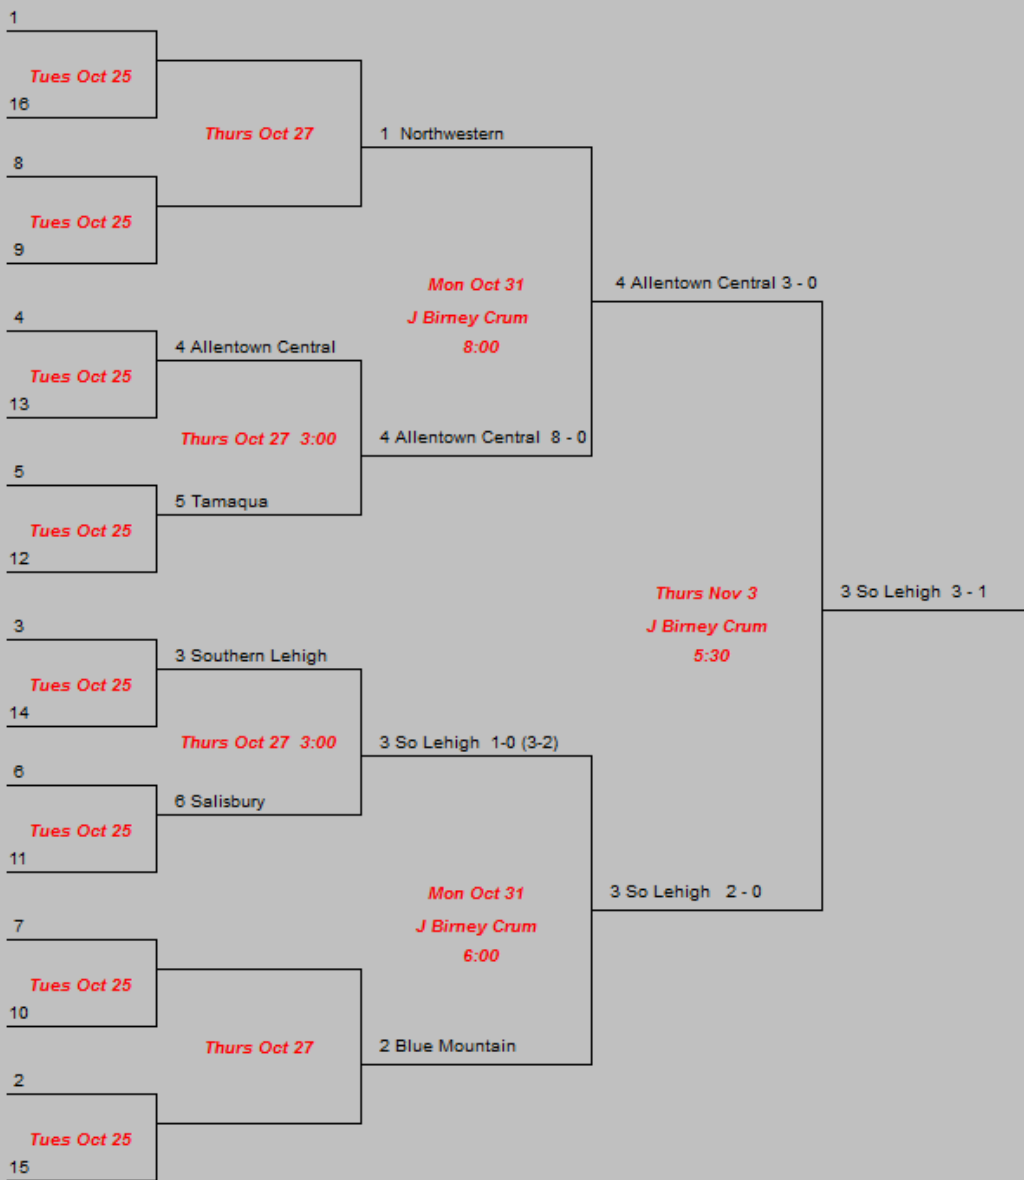 1
Tues Oct 25
16
Thurs Oct 27
1 Northwestern
8
Tues Oct 25
9
Mon Oct 31
J Birney Crum
8:00
4 Allentown Central 3 - 0
4
Tues Oct 25
13
4 Allentown Central
Thurs Oct 27 3:00
4 Allentown Central 8 - 0
5
Tues Oct 25
12
5 Tamaqua
Thurs Nov 3
J Birney Crum
5:30
3 So Lehigh 3 - 1
3
Tues Oct 25
14
3 Southern Lehigh
Thurs Oct 27 3:00
3 So Lehigh 1-0 (3-2)
6
Tues Oct 25
11
6 Salisbury
Mon Oct 31
J Birney Crum
6:00
3 So Lehigh 2 - 0
7
Tues Oct 25
10
Thurs Oct 27
2 Blue Mountain
2
Tues Oct 25
15